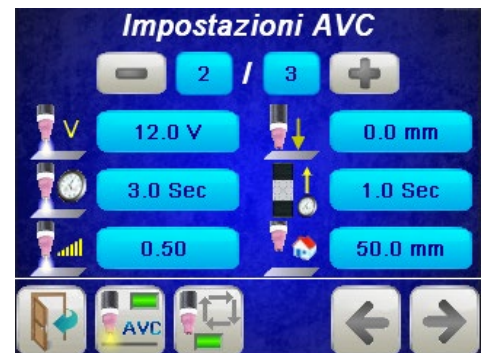 Impostazioni AVC
2 / 3
V 12.0 V 0.0 mm
3.0 Sec 1.0 Sec
0.50 50.0 mm
AVC